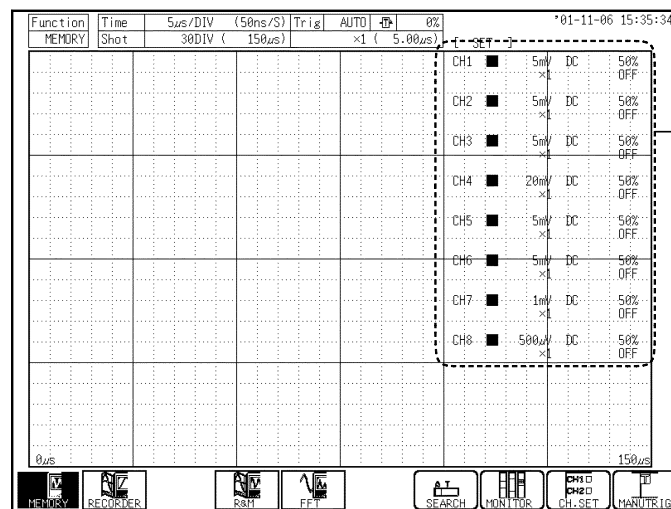 Function Time 5µs/DIV (50ns/S) Trig AUTO T 0% '01-11-06 15:35:34
MEMORY Shot 30DIV ( 150µs) ×1 ( 5.00µs)
[ SET ]
CH1 5mV DC 50%
×1 OFF
CH2 5mV DC 50%
×1 OFF
CH3 5mV DC 50%
×1 OFF
CH4 20mV DC 50%
×1 OFF
CH5 5mV DC 50%
×1 OFF
CH6 5mV DC 50%
×1 OFF
CH7 1mV DC 50%
×1 OFF
CH8 500µV DC 50%
×1 OFF
0µs 150µs
MEMORY RECORDER R&M FFT ΔT SEARCH MONITOR CH1 CH2 CH.SET T MANUTRIG